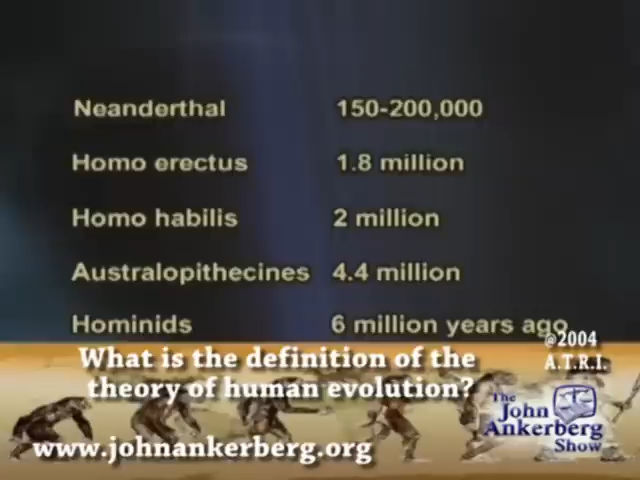 Neanderthal 150-200,000
Homo erectus 1.8 million
Homo habilis 2 million
Australopithecines 4.4 million
Hominids 6 million years ago
@2004
A.T.R.I.
What is the definition of the
theory of human evolution?
The
John
Ankerberg
Show
www.johnankerberg.org